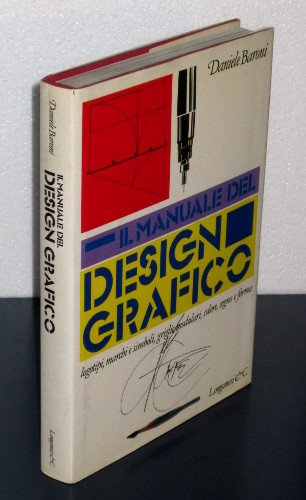 Daniele Baroni
IL MANUALE DEL
DESIGN
GRAFICO
logotipi, marchi e simboli, griglie modulari, colore, segno e forma
Longanesi & C.
Daniele Baroni
IL MANUALE DEL
DESIGN GRAFICO
Longanesi & C.